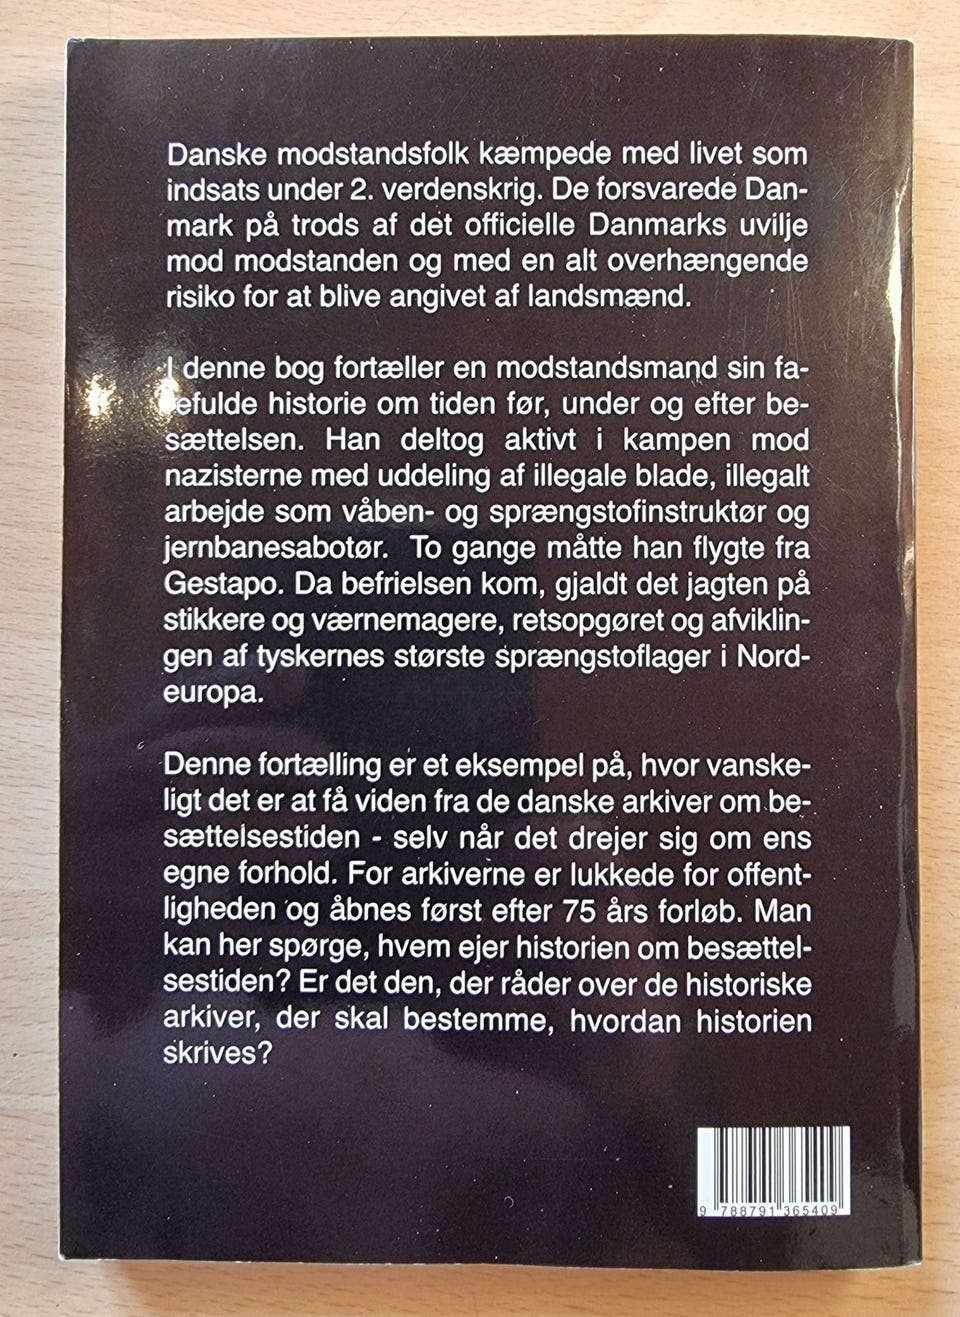 Danske modstandsfolk kæmpede med livet som
indsats under 2. verdenskrig. De forsvarede Dan-
mark på trods af det officielle Danmarks uvilje
mod modstanden og med en alt overhængende
risiko for at blive angivet af landsmænd.
I denne bog fortæller en modstandsmand sin fa-
refulde historie om tiden før, under og efter be-
sættelsen. Han deltog aktivt i kampen mod
nazisterne med uddeling af illegale blade, illegalt
arbejde som våben- og sprængstofinstruktør og
jernbanesabotør. To gange måtte han flygte fra
Gestapo. Da befrielsen kom, gjaldt det jagten på
stikkere og værnemagere, retsopgøret og afviklin-
gen af tyskernes største sprængstoflager i Nord-
europa.
Denne fortælling er et eksempel på, hvor vanske-
ligt det er at få viden fra de danske arkiver om be-
sættelsestiden - selv når det drejer sig om ens
egne forhold. For arkiverne er lukkede for offent-
ligheden og åbnes først efter 75 års forløb. Man
kan her spørge, hvem ejer historien om besættel-
sestiden? Er det den, der råder over de historiske
arkiver, der skal bestemme, hvordan historien
skrives?
9 788791 365409